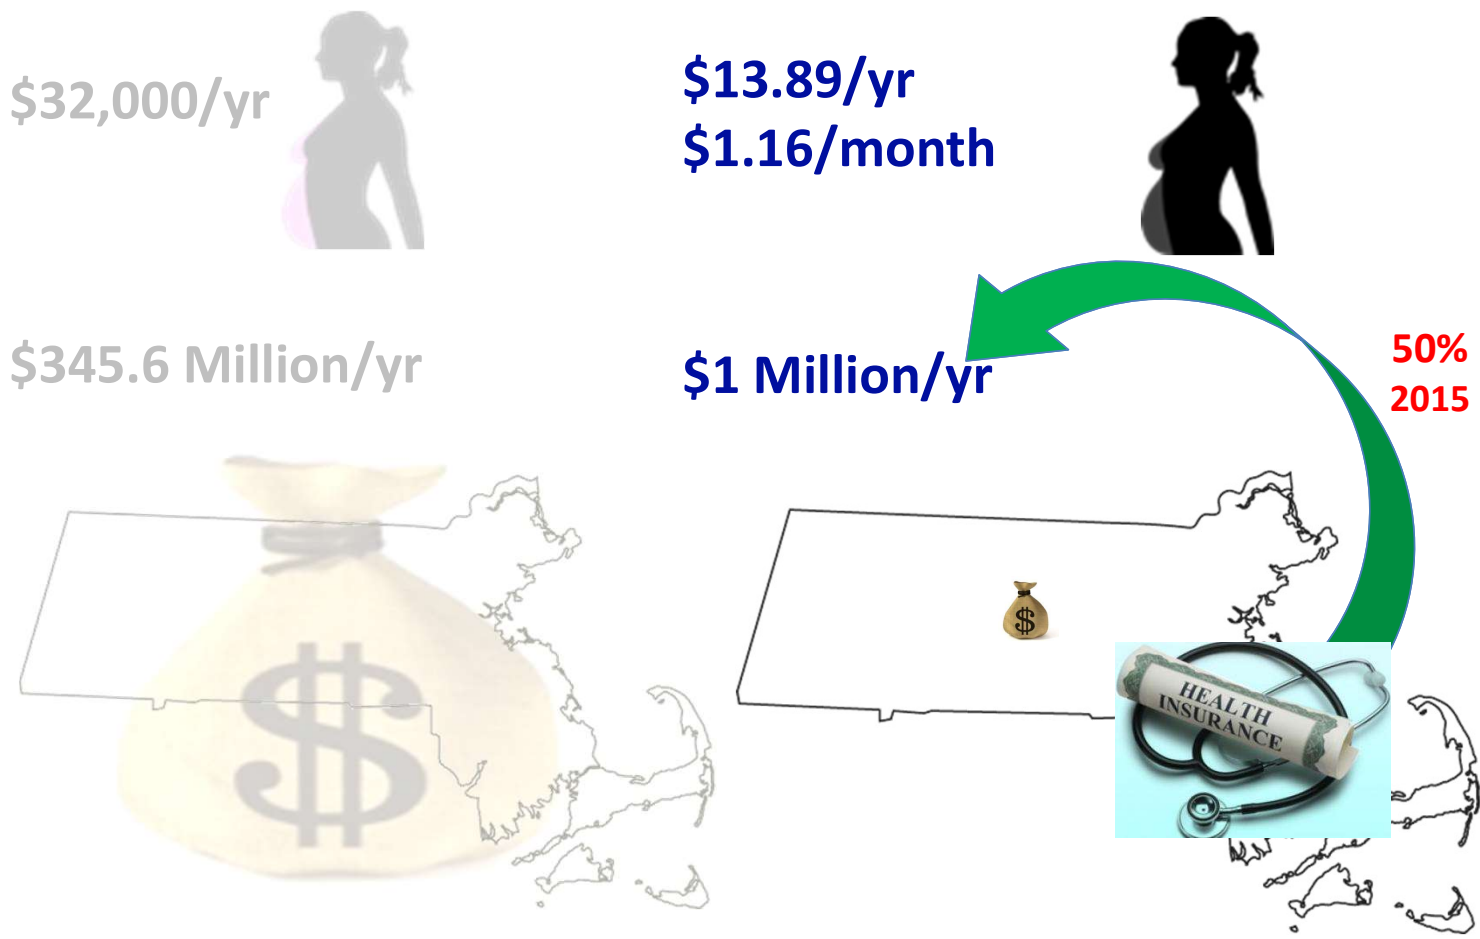 $32,000/yr
$13.89/yr
$1.16/month
$345.6 Million/yr
$1 Million/yr
50%
2015
$
$
HEALTH
INSURANCE